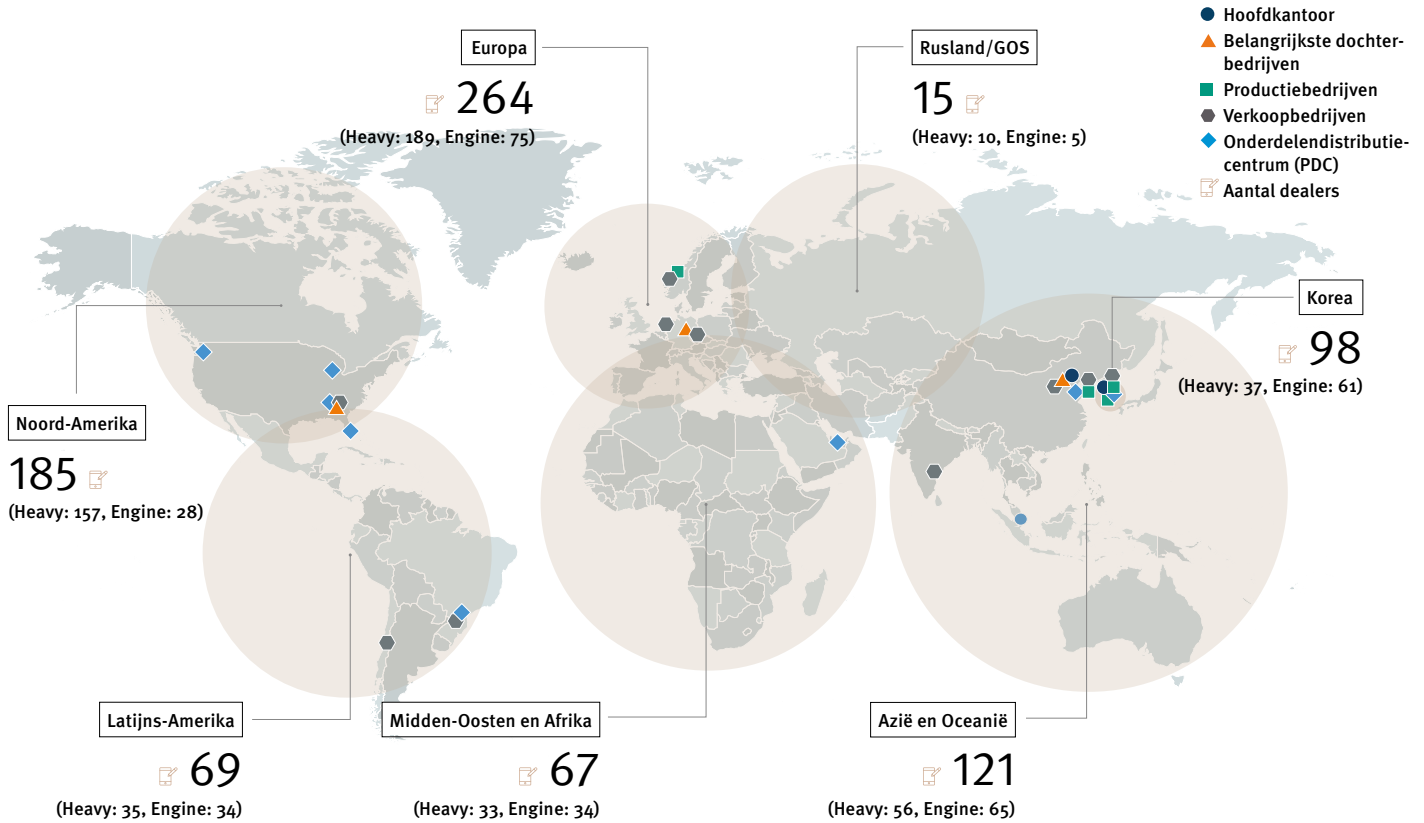 Hoofdkantoor
Belangrijkste dochter-
bedrijven
Productiebedrijven
Verkoopbedrijven
Onderdelendistributie-
centrum (PDC)
Aantal dealers
Europa
264
(Heavy: 189, Engine: 75)
Rusland/GOS
15
(Heavy: 10, Engine: 5)
Korea
98
(Heavy: 37, Engine: 61)
Noord-Amerika
185
(Heavy: 157, Engine: 28)
Latijns-Amerika
69
(Heavy: 35, Engine: 34)
Midden-Oosten en Afrika
67
(Heavy: 33, Engine: 34)
Azië en Oceanië
121
(Heavy: 56, Engine: 65)